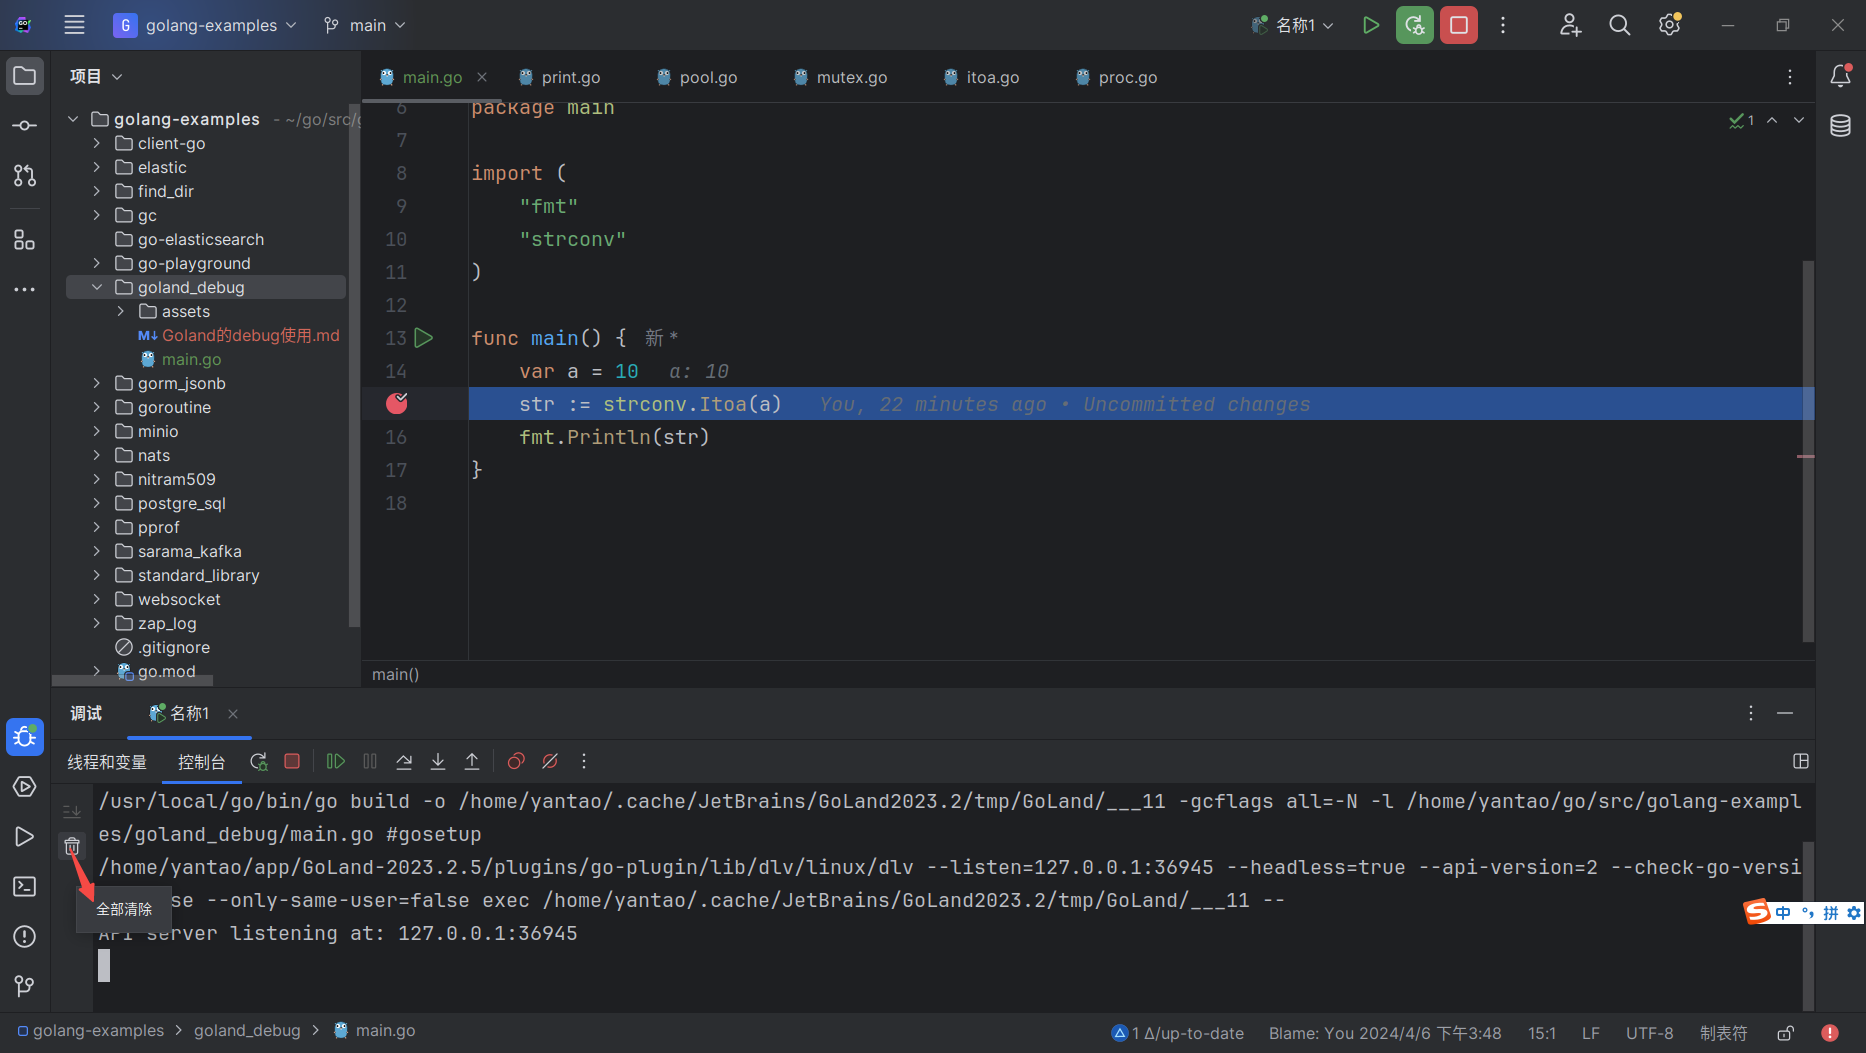 G golang-examples main 名称1
项目
main.go print.go pool.go mutex.go itoa.go proc.go
golang-examples - ~/go/src/g
client-go
elastic
find_dir
gc
go-elasticsearch
go-playground
goland_debug
assets
M↓ Goland的debug使用.md
main.go
gorm_jsonb
goroutine
minio
nats
nitram509
postgre_sql
pprof
sarama_kafka
standard_library
websocket
zap_log
.gitignore
go.mod
1
6 package main
7
8 import (
9 "fmt"
10 "strconv"
11 )
12
13 func main() { 新 *
14 var a = 10 a: 10
str := strconv.Itoa(a) You, 22 minutes ago • Uncommitted changes
16 fmt.Println(str)
17 }
18
main()
调试 名称1
线程和变量 控制台
/usr/local/go/bin/go build -o /home/yantao/.cache/JetBrains/GoLand2023.2/tmp/GoLand/___11 -gcflags all=-N -l /home/yantao/go/src/golang-exampl
es/goland_debug/main.go #gosetup
/home/yantao/app/GoLand-2023.2.5/plugins/go-plugin/lib/dlv/linux/dlv --listen=127.0.0.1:36945 --headless=true --api-version=2 --check-go-versi
se --only-same-user=false exec /home/yantao/.cache/JetBrains/GoLand2023.2/tmp/GoLand/___11 --
全部清除
API server listening at: 127.0.0.1:36945
S 中 °, 拼
golang-examples > goland_debug > main.go
1 Δ/up-to-date Blame: You 2024/4/6 下午3:48 15:1 LF UTF-8 制表符